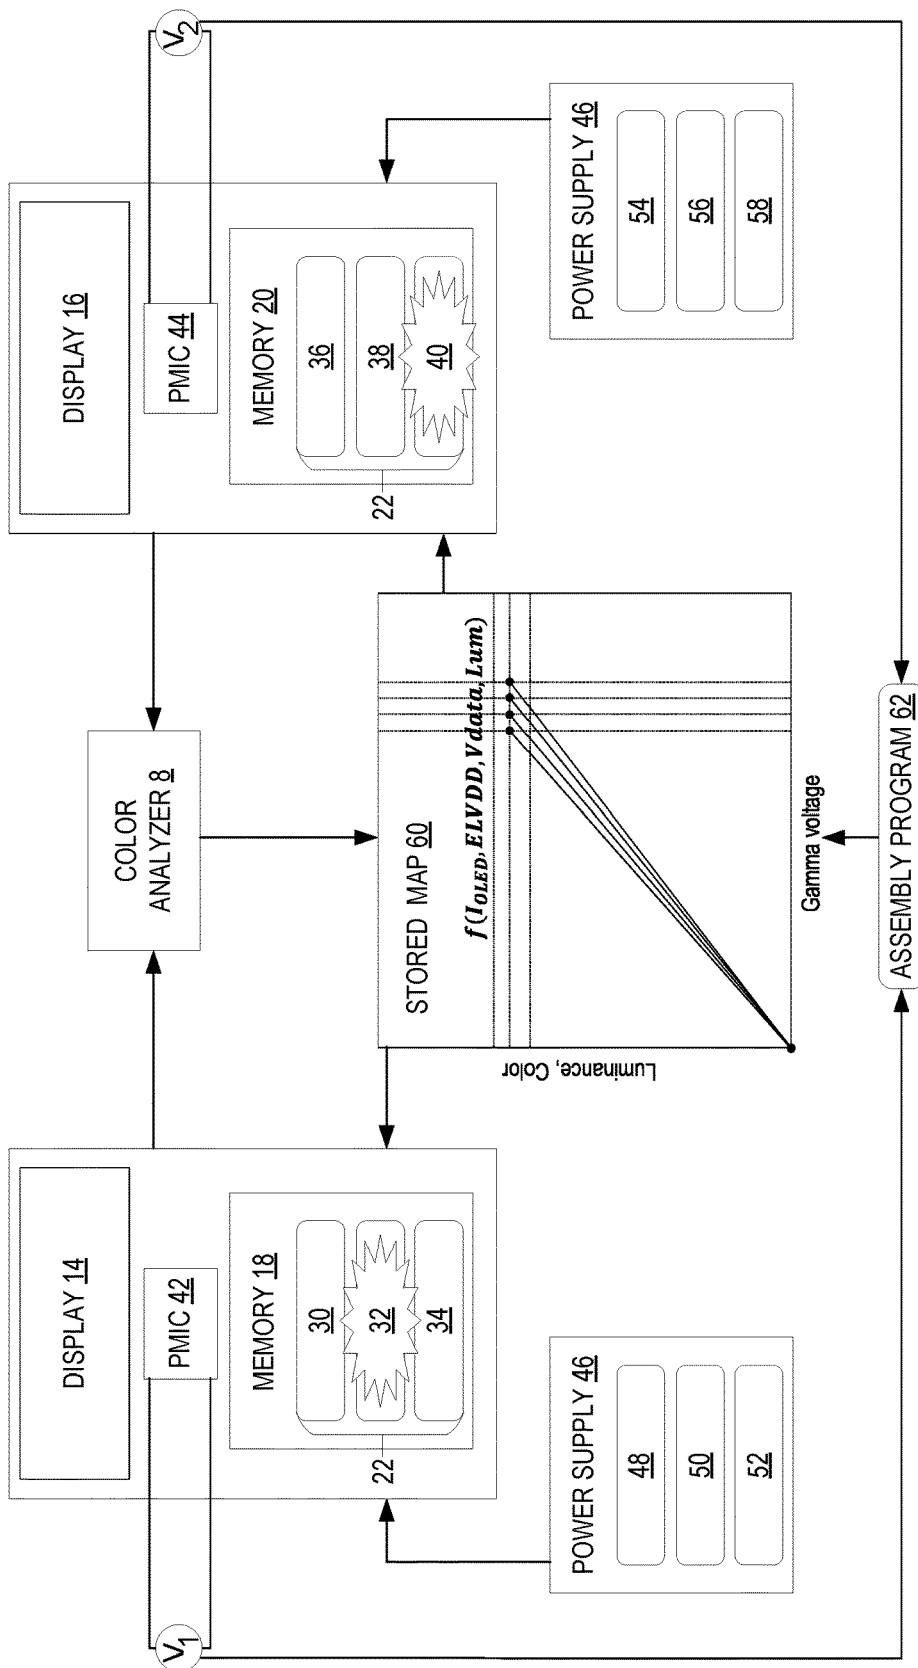 V1
DISPLAY 14
PMIC 42
MEMORY 18
30
32
34
22
POWER SUPPLY 46
48
50
52
COLOR
ANALYZER 8
STORED MAP 60
f(I_OLED, ELVDD, Vdata, Lum)
Luminance, Color
Gamma voltage
ASSEMBLY PROGRAM 62
V2
DISPLAY 16
PMIC 44
MEMORY 20
36
38
40
22
POWER SUPPLY 46
54
56
58